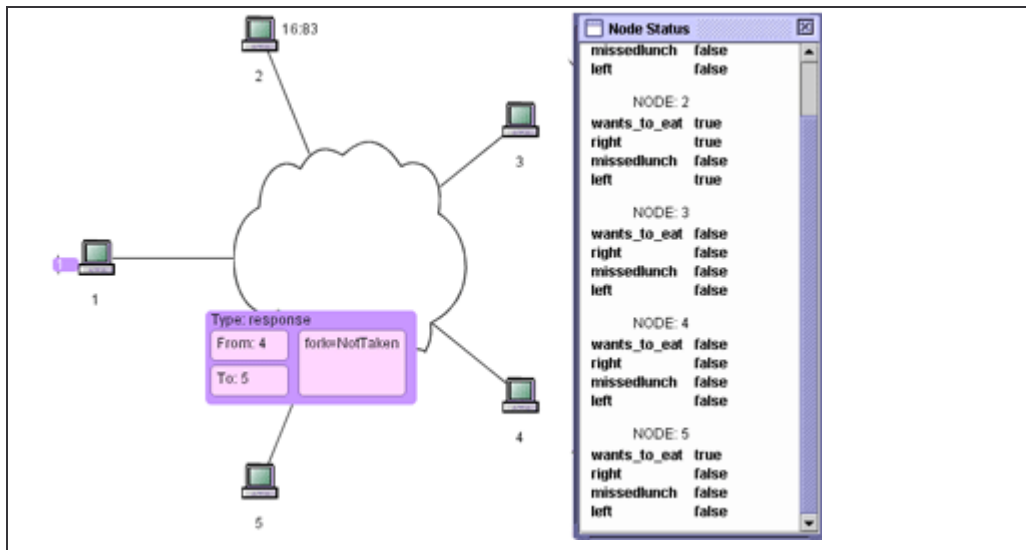 16:83
2
3
1
Type: response
From: 4
fork=NotTaken
To: 5
4
5
Node Status
missedlunch false
left false
NODE: 2
wants_to_eat true
right true
missedlunch false
left true
NODE: 3
wants_to_eat false
right false
missedlunch false
left false
NODE: 4
wants_to_eat false
right false
missedlunch false
left false
NODE: 5
wants_to_eat true
right false
missedlunch false
left false